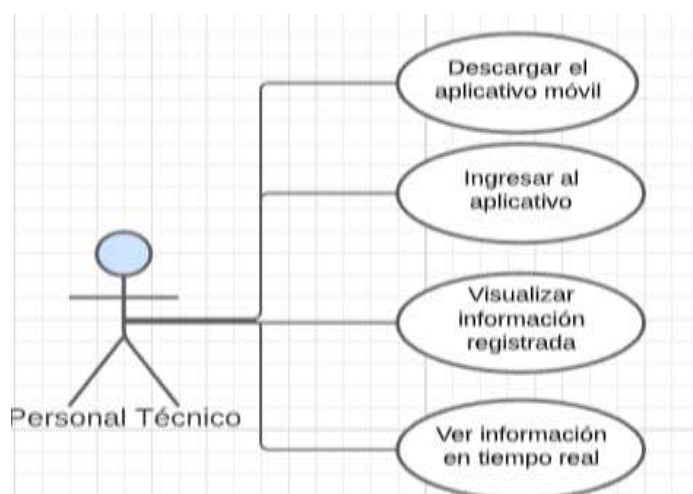 Descargar el
aplicativo móvil
Ingresar al
aplicativo
Visualizar
información
registrada
Personal Técnico
Ver información
en tiempo real